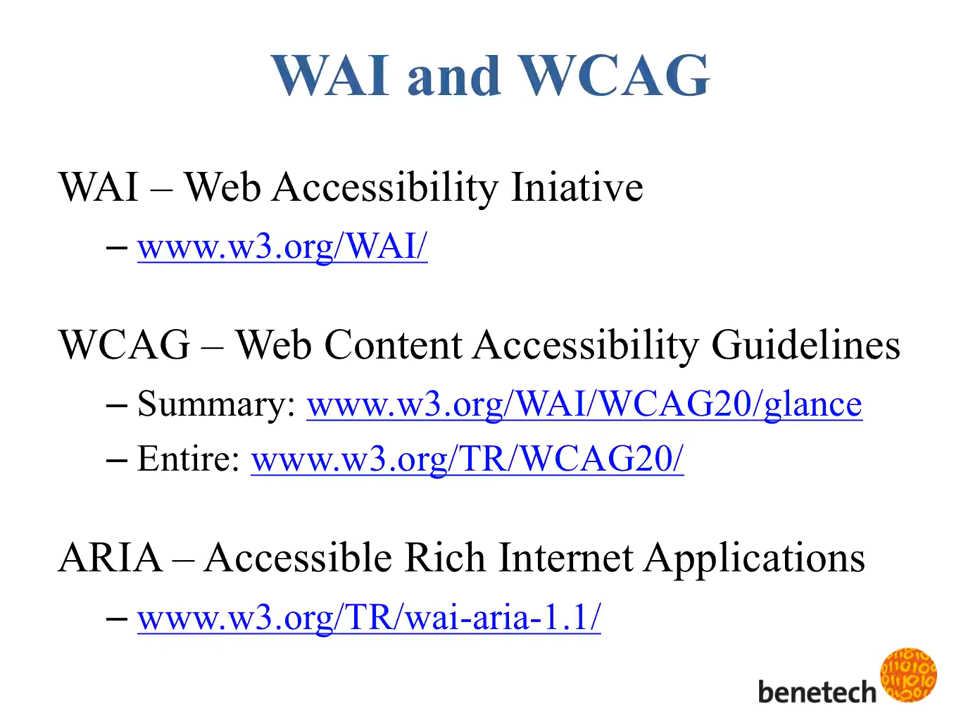 WAI and WCAG
WAI – Web Accessibility Iniative
– www.w3.org/WAI/
WCAG – Web Content Accessibility Guidelines
– Summary: www.w3.org/WAI/WCAG20/glance
– Entire: www.w3.org/TR/WCAG20/
ARIA – Accessible Rich Internet Applications
– www.w3.org/TR/wai-aria-1.1/
benetech